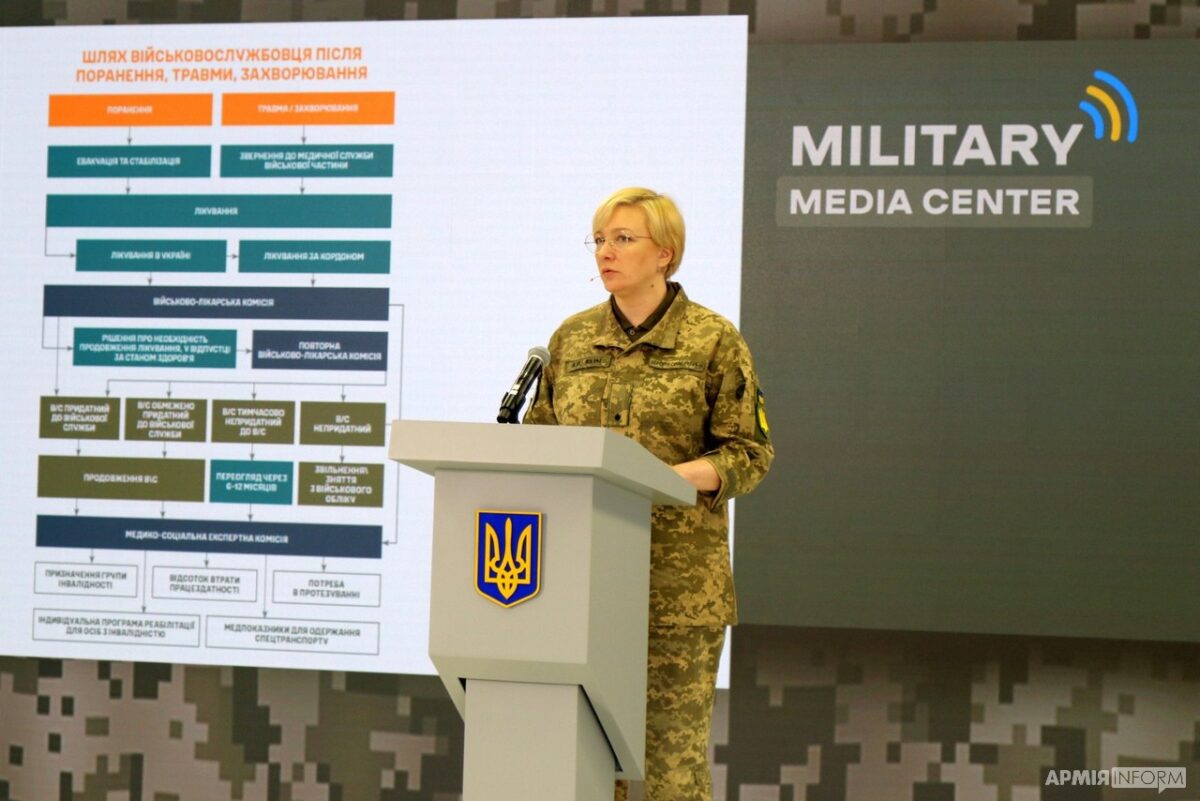 ШЛЯХ ВІЙСЬКОВОСЛУЖБОВЦЯ ПІСЛЯ
ПОРАНЕННЯ, ТРАВМИ, ЗАХВОРЮВАННЯ
ПОРАНЕННЯ
ТРАВМА / ЗАХВОРЮВАННЯ
ЕВАКУАЦІЯ ТА СТАБІЛІЗАЦІЯ
ЗВЕРНЕННЯ ДО МЕДИЧНОЇ СЛУЖБИ
ВІЙСЬКОВОЇ ЧАСТИНИ
ЛІКУВАННЯ
ЛІКУВАННЯ В УКРАЇНІ
ЛІКУВАННЯ ЗА КОРДОНОМ
ВІЙСЬКОВО-ЛІКАРСЬКА КОМІСІЯ
РІШЕННЯ ПРО НЕОБХІДНІСТЬ
ПРОДОВЖЕННЯ ЛІКУВАННЯ, У ВІДПУСТЦІ
ЗА СТАНОМ ЗДОРОВ'Я
ПОВТОРНА
ВІЙСЬКОВО-ЛІКАРСЬКА КОМІСІЯ
В/С ПРИДАТНИЙ
ДО ВІЙСЬКОВОЇ
СЛУЖБИ
В/С ОБМЕЖЕНО
ПРИДАТНИЙ
ДО ВІЙСЬКОВОЇ
СЛУЖБИ
В/С ТИМЧАСОВО
НЕПРИДАТНИЙ
ДО В/С
В/С
НЕПРИДАТНИЙ
ПРОДОВЖЕННЯ В\С
ПЕРЕОГЛЯД ЧЕРЕЗ
6-12 МІСЯЦІВ
ЗВІЛЬНЕННЯ\
ЗНЯТТЯ
З ВІЙСЬКОВОГО
ОБЛІКУ
МЕДИКО-СОЦІАЛЬНА ЕКСПЕРТНА КОМІСІЯ
ПРИЗНАЧЕННЯ ГРУПИ
ІНВАЛІДНОСТІ
ВІДСОТОК ВТРАТИ
ПРАЦЕЗДАТНОСТІ
ПОТРЕБА
В ПРОТЕЗУВАННІ
ІНДИВІДУАЛЬНА ПРОГРАМА РЕАБІЛІТАЦІЇ
ДЛЯ ОСІБ З ІНВАЛІДНІСТЮ
МЕДПОКАЗНИКИ ДЛЯ ОДЕРЖАННЯ
СПЕЦТРАНСПОРТУ
MILITARY
MEDIA CENTER
АРМІЯINFORM